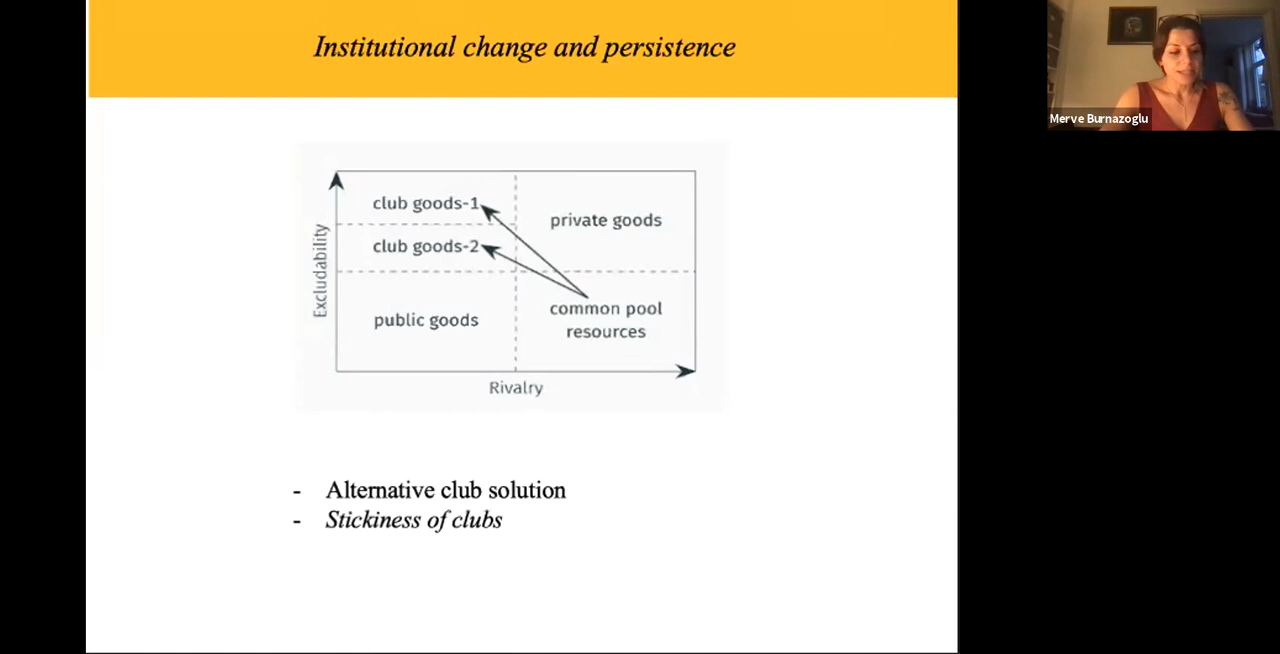 Institutional change and persistence
Merve Burnazoglu
club goods-1
private goods
club goods-2
Excludability
common pool
resources
public goods
Rivalry
- Alternative club solution
- Stickiness of clubs